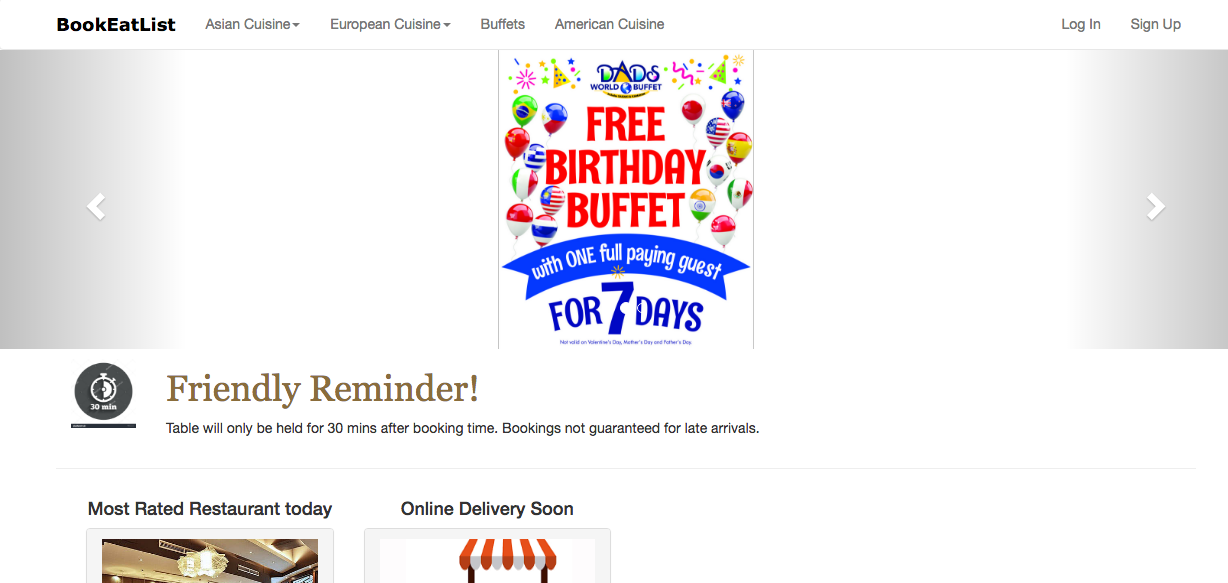 BookEatList Asian Cuisine European Cuisine Buffets American Cuisine Log In Sign Up
DADS
WORLD BUFFET
FREE
BIRTHDAY
BUFFET
with ONE full paying guest
FOR 7 DAYS
Not valid on Valentine's Day, Mother's Day and Father's Day.
30 min
Friendly Reminder!
Table will only be held for 30 mins after booking time. Bookings not guaranteed for late arrivals.
Most Rated Restaurant today Online Delivery Soon